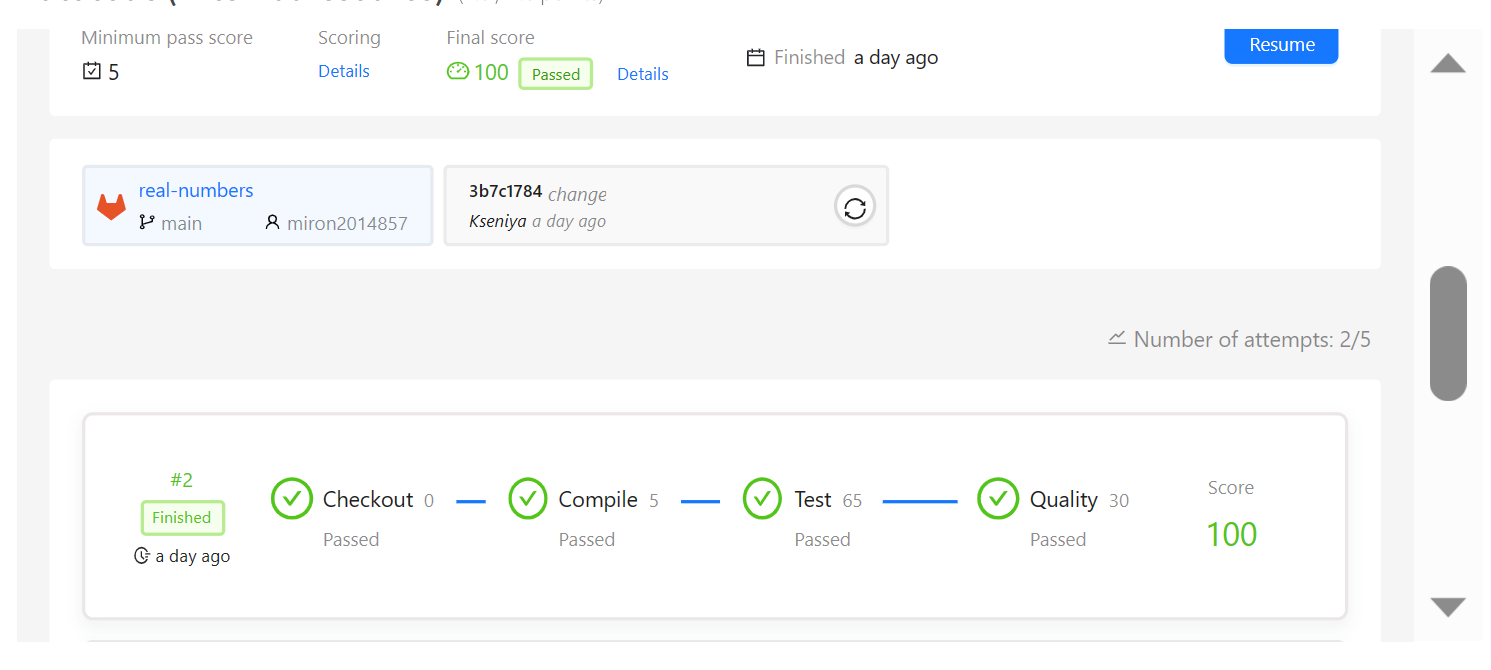 Minimum pass score Scoring Final score
5 Details 100 Passed Details Finished a day ago Resume
real-numbers
main miron2014857
3b7c1784 change
Kseniya a day ago
Number of attempts: 2/5
#2
Finished
a day ago
Checkout 0
Passed
Compile 5
Passed
Test 65
Passed
Quality 30
Passed
Score
100